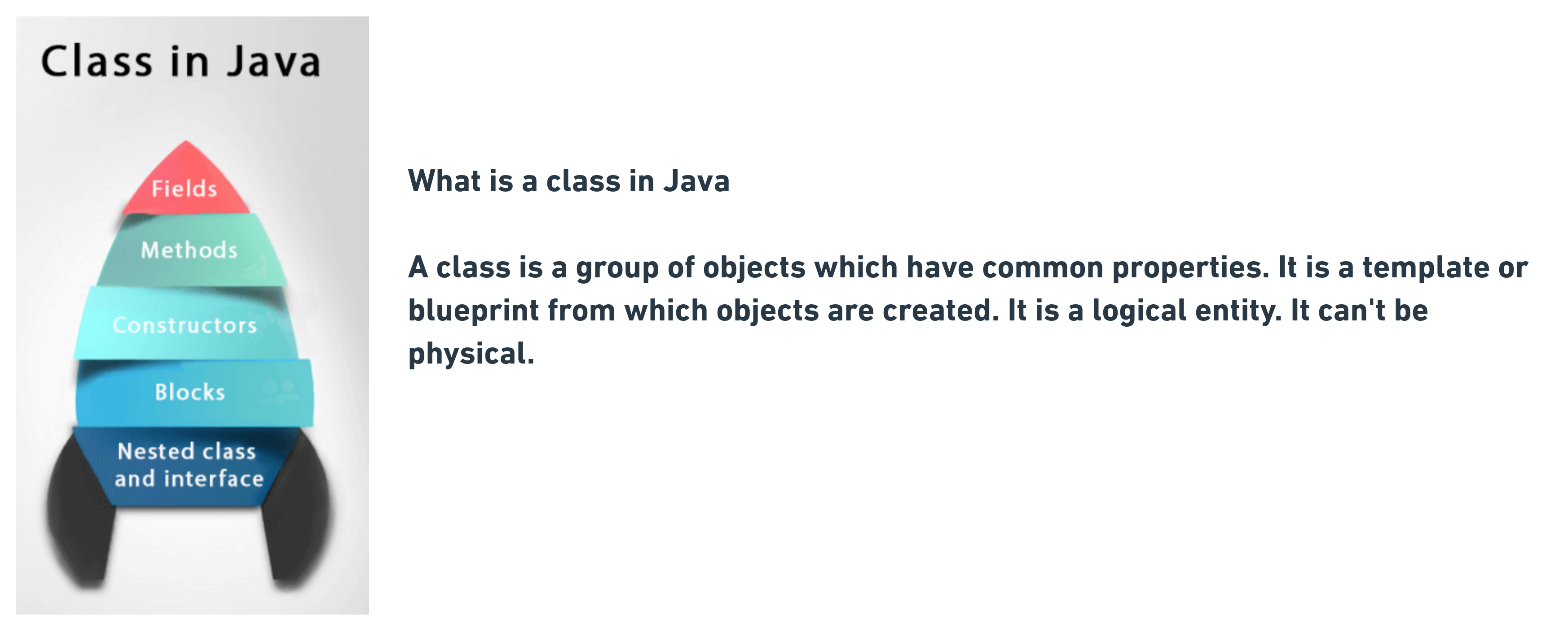 Class in Java
Fields
Methods
Constructors
Blocks
Nested class
and interface
What is a class in Java
A class is a group of objects which have common properties. It is a template or
blueprint from which objects are created. It is a logical entity. It can't be
physical.